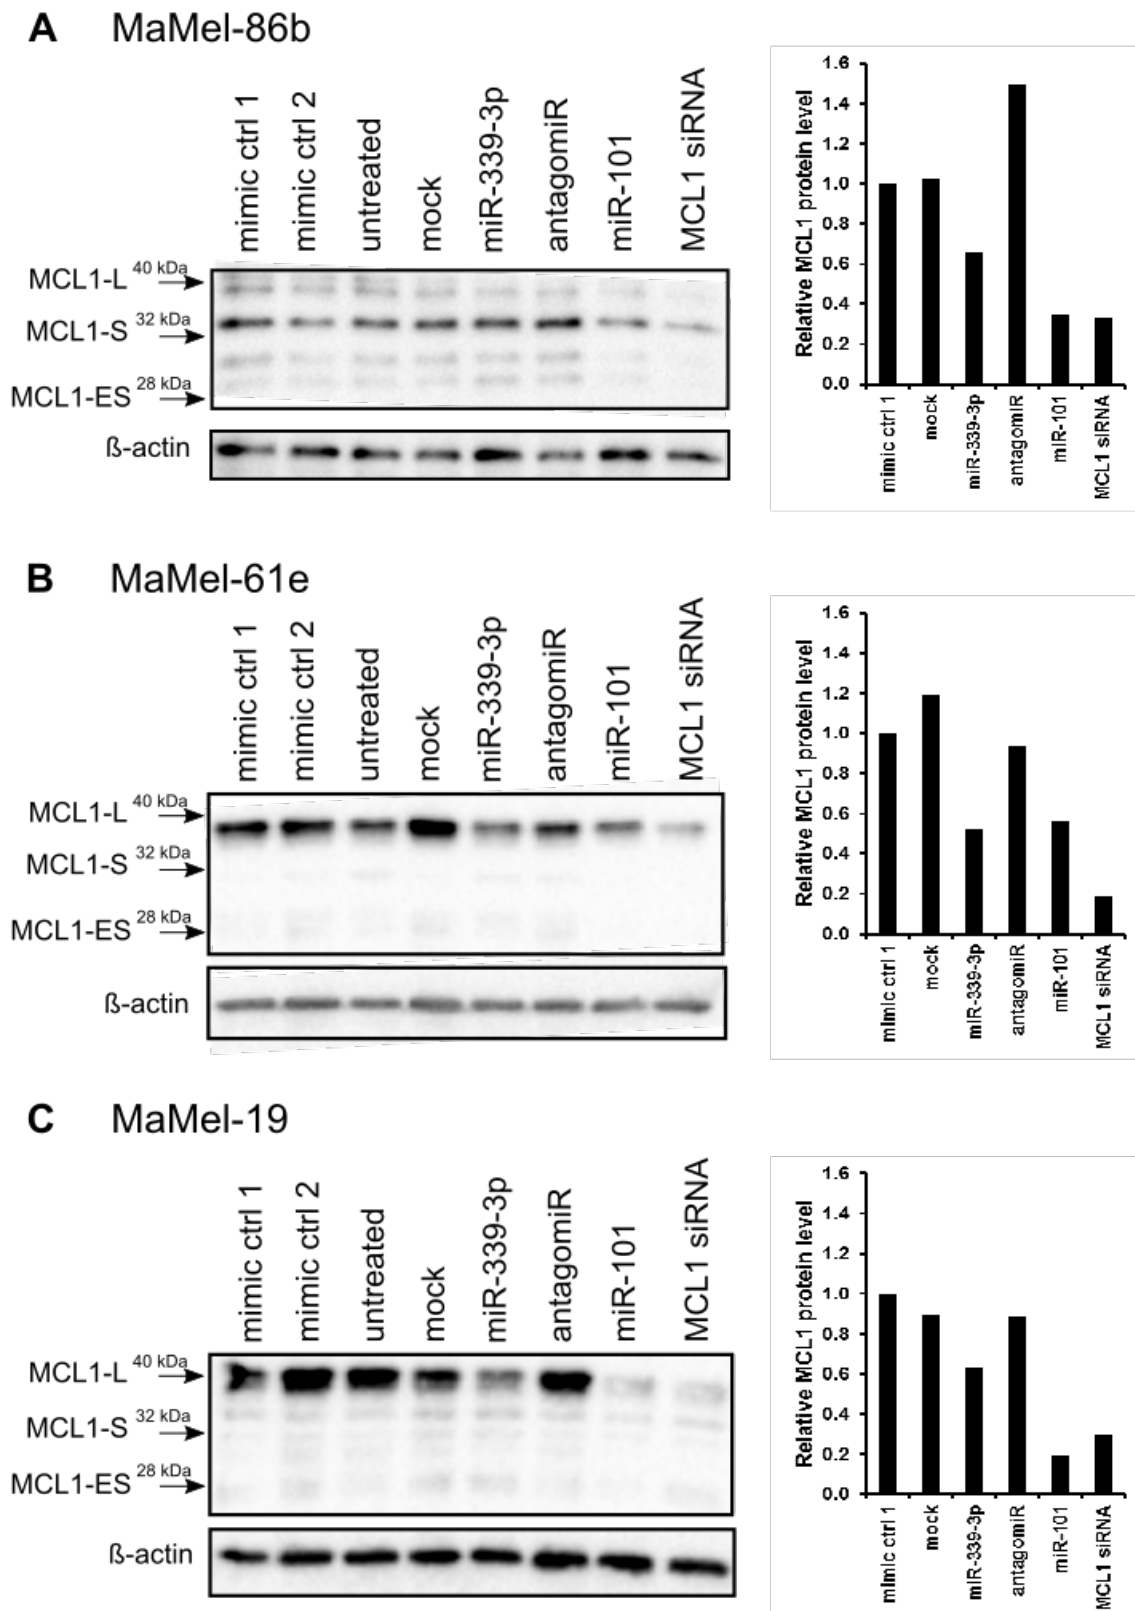 A MaMel-86b
mimic ctrl 1
mimic ctrl 2
untreated
mock
miR-339-3p
antagomiR
miR-101
MCL1 siRNA
MCL1-L 40 kDa
MCL1-S 32 kDa
MCL1-ES 28 kDa
ß-actin
Relative MCL1 protein level
1.6
1.4
1.2
1.0
0.8
0.6
0.4
0.2
0.0
mimic ctrl 1
mock
miR-339-3p
antagomiR
miR-101
MCL1 siRNA
B MaMel-61e
mimic ctrl 1
mimic ctrl 2
untreated
mock
miR-339-3p
antagomiR
miR-101
MCL1 siRNA
MCL1-L 40 kDa
MCL1-S 32 kDa
MCL1-ES 28 kDa
ß-actin
Relative MCL1 protein level
1.6
1.4
1.2
1.0
0.8
0.6
0.4
0.2
0.0
mimic ctrl 1
mock
miR-339-3p
antagomiR
miR-101
MCL1 siRNA
C MaMel-19
mimic ctrl 1
mimic ctrl 2
untreated
mock
miR-339-3p
antagomiR
miR-101
MCL1 siRNA
MCL1-L 40 kDa
MCL1-S 32 kDa
MCL1-ES 28 kDa
ß-actin
Relative MCL1 protein level
1.6
1.4
1.2
1.0
0.8
0.6
0.4
0.2
0.0
mimic ctrl 1
mock
miR-339-3p
antagomiR
miR-101
MCL1 siRNA